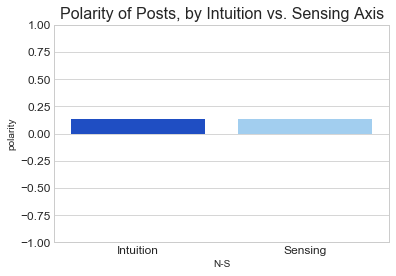 Polarity of Posts, by Intuition vs. Sensing Axis
1.00
0.75
0.50
0.25
0.00
−0.25
−0.50
−0.75
−1.00
polarity
Intuition Sensing
N-S